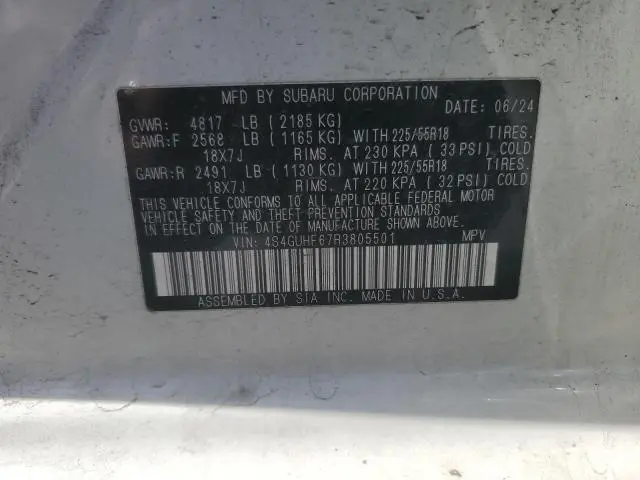 MFD BY SUBARU CORPORATION
DATE: 06/24
GVWR: 4817 LB (2185 KG)
GAWR:F 2568 LB (1165 KG) WITH 225/55R18 TIRES.
18X7J RIMS. AT 230 KPA (33 PSI) COLD
GAWR:R 2491 LB (1130 KG) WITH 225/55R18 TIRES.
18X7J RIMS. AT 220 KPA (32 PSI) COLD
THIS VEHICLE CONFORMS TO ALL APPLICABLE FEDERAL MOTOR
VEHICLE SAFETY AND THEFT PREVENTION STANDARDS
IN EFFECT ON THE DATE OF MANUFACTURE SHOWN ABOVE.
VIN: 4S4GUHF67R3805501 MPV
ASSEMBLED BY SIA INC. MADE IN U.S.A.